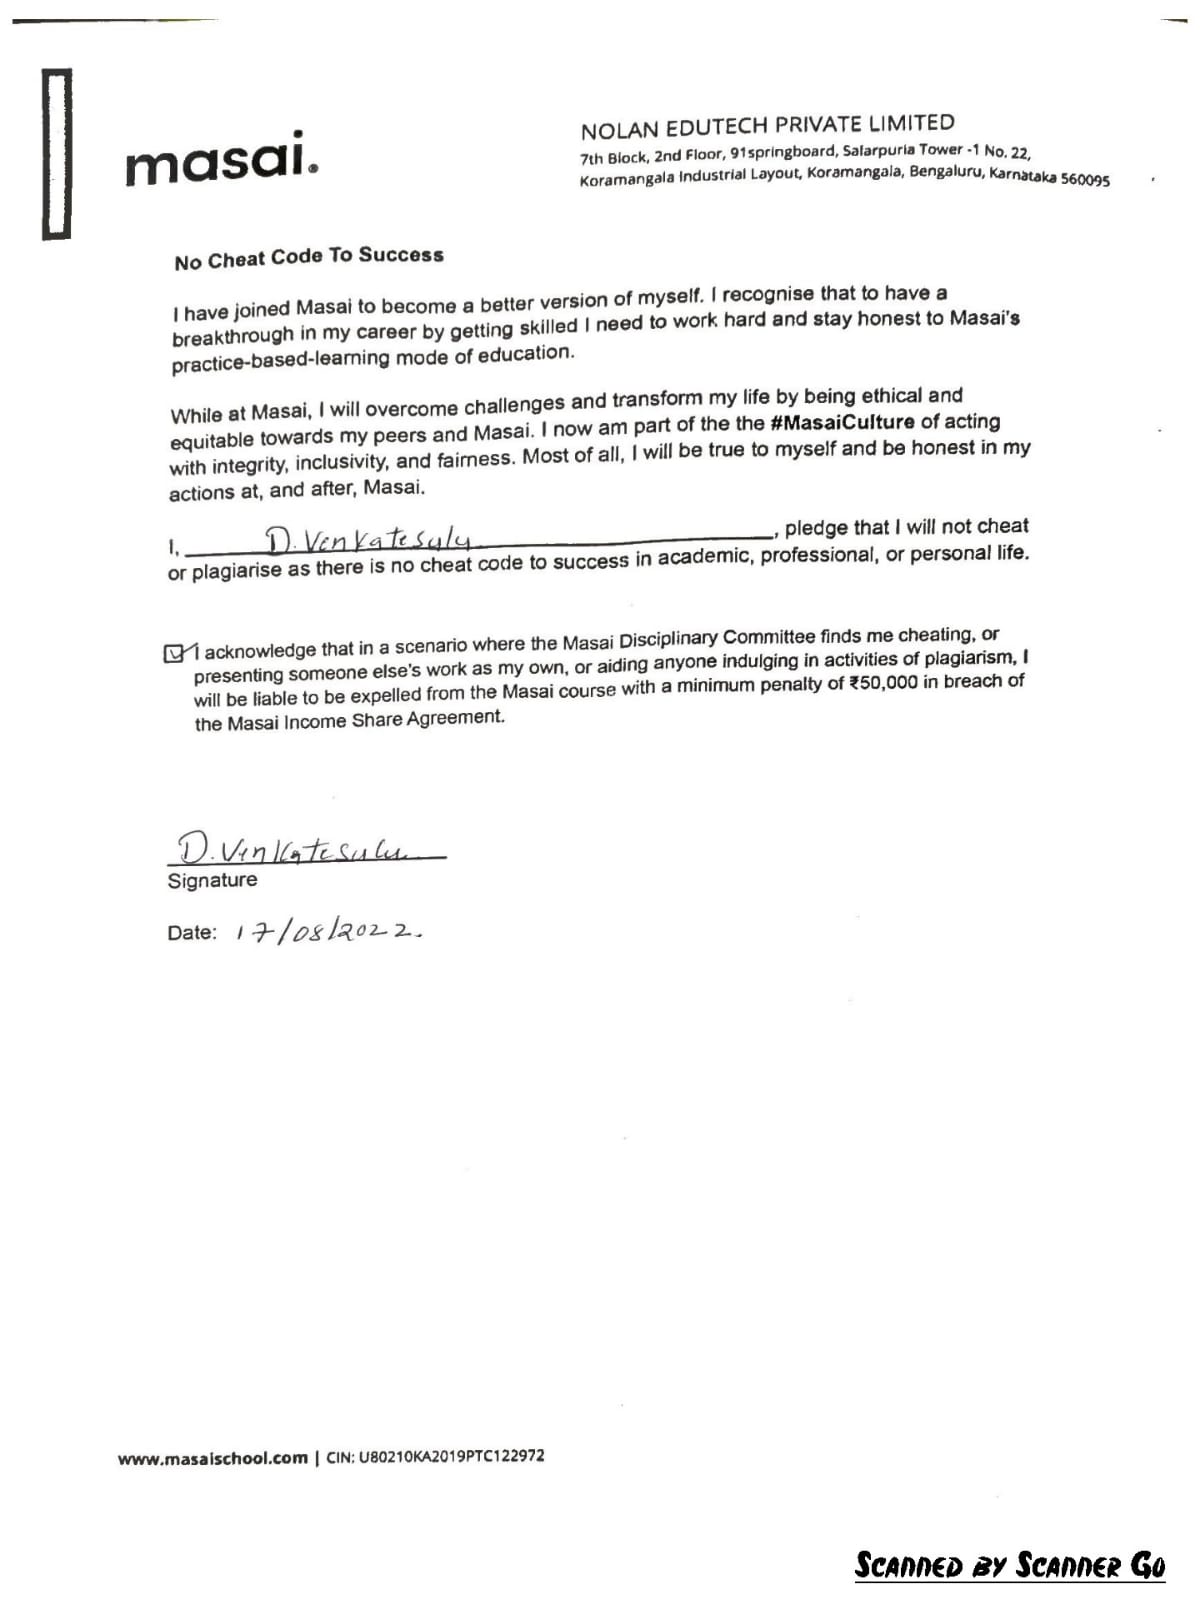 masai.
NOLAN EDUTECH PRIVATE LIMITED
7th Block, 2nd Floor, 91springboard, Salarpuria Tower -1 No. 22,
Koramangala Industrial Layout, Koramangala, Bengaluru, Karnataka 560095
No Cheat Code To Success
I have joined Masai to become a better version of myself. I recognise that to have a
breakthrough in my career by getting skilled I need to work hard and stay honest to Masai's
practice-based-learning mode of education.
While at Masai, I will overcome challenges and transform my life by being ethical and
equitable towards my peers and Masai. I now am part of the the #MasaiCulture of acting
with integrity, inclusivity, and fairness. Most of all, I will be true to myself and be honest in my
actions at, and after, Masai.
I, D. Venkatesulu, pledge that I will not cheat
or plagiarise as there is no cheat code to success in academic, professional, or personal life.
I acknowledge that in a scenario where the Masai Disciplinary Committee finds me cheating, or
presenting someone else's work as my own, or aiding anyone indulging in activities of plagiarism, I
will be liable to be expelled from the Masai course with a minimum penalty of ₹50,000 in breach of
the Masai Income Share Agreement.
D. Venkatesulu
Signature
Date: 17/08/2022.
www.masaischool.com | CIN: U80210KA2019PTC122972
Scanned by Scanner Go